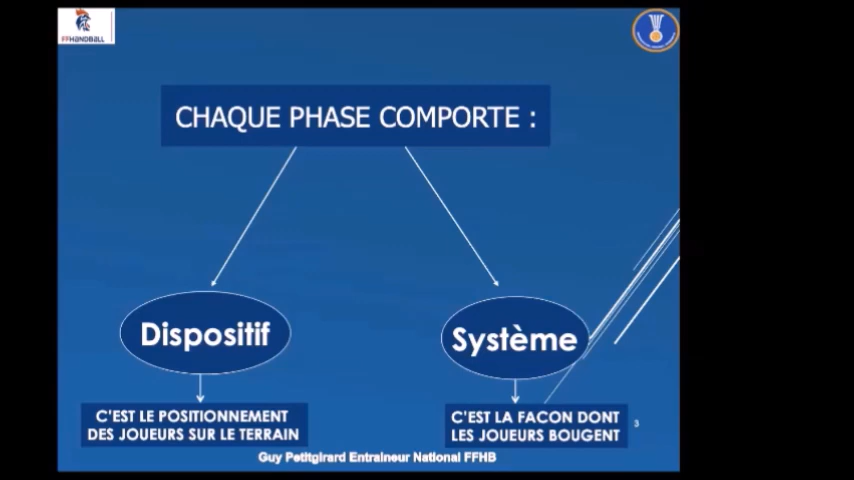 FFHANDBALL
CHAQUE PHASE COMPORTE :
Dispositif
Système
C'EST LE POSITIONNEMENT
DES JOUEURS SUR LE TERRAIN
C'EST LA FACON DONT
LES JOUEURS BOUGENT
3
Guy Petitgirard Entraineur National FFHB